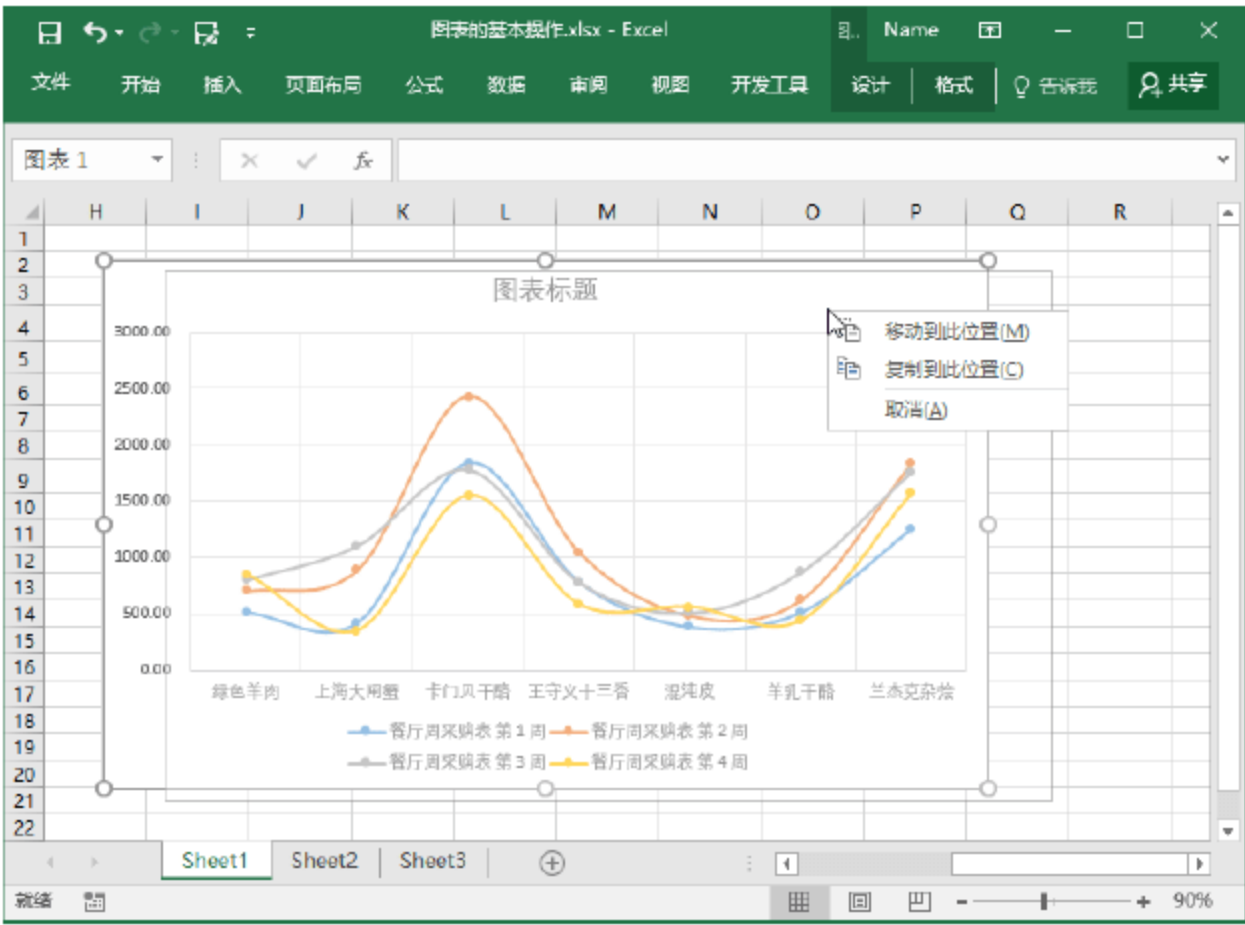 图表的基本操作.xlsx - Excel
Name
文件 开始 插入 页面布局 公式 数据 审阅 视图 开发工具 设计 格式 告诉我 共享
图表 1 fx
H I J K L M N O P Q R
1
2
3
图表标题
4
3000.00
移动到此位置(M)
5
复制到此位置(C)
6
2500.00
取消(A)
7
8
2000.00
9
10
1500.00
11
12
1000.00
13
14
500.00
15
16
0.00
17
绿色羊肉 上海大闸蟹 卡门贝干酪 王守义十三香 混沌皮 羊乳干酪 兰杰克杂烩
18
餐厅周采购表 第 1 周 餐厅周采购表 第 2 周
19
餐厅周采购表 第 3 周 餐厅周采购表 第 4 周
20
21
22
Sheet1 Sheet2 Sheet3
就绪 90%